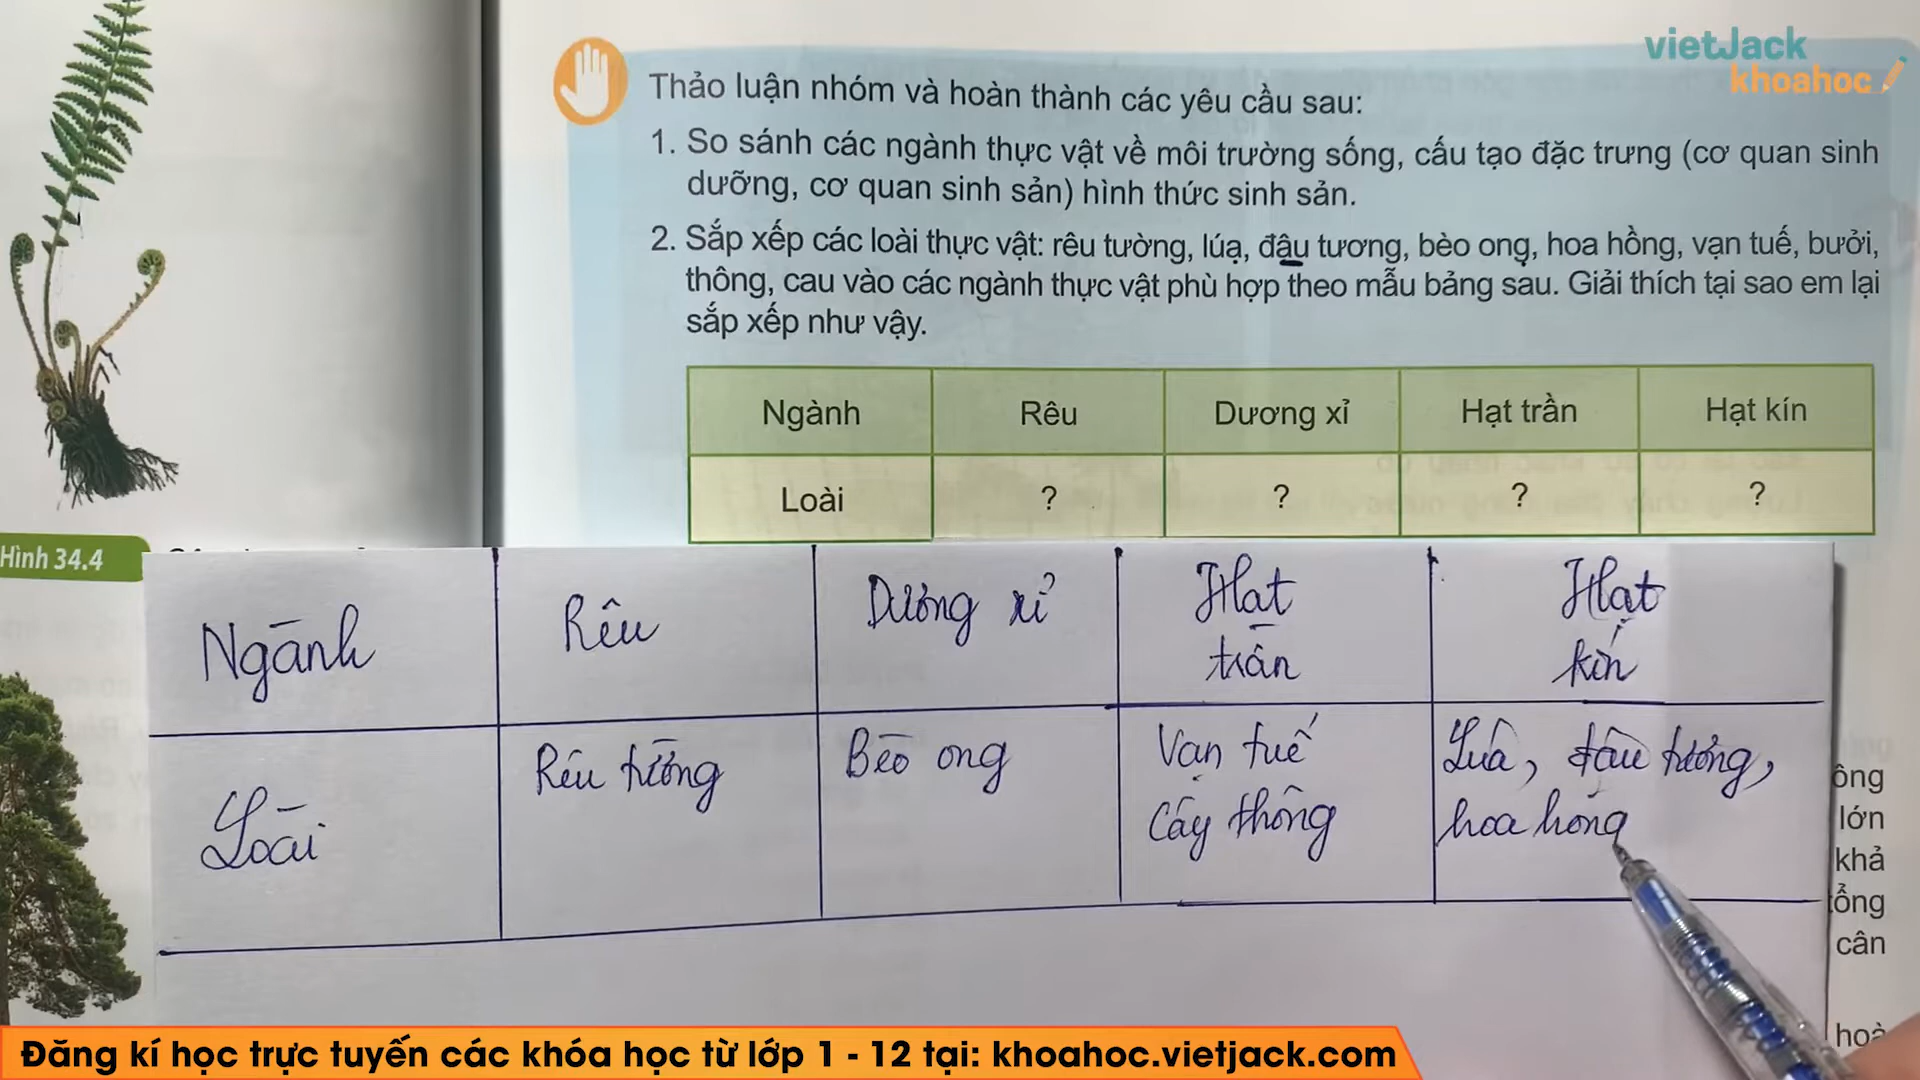 vietJack
khoahoc
Thảo luận nhóm và hoàn thành các yêu cầu sau:
1. So sánh các ngành thực vật về môi trường sống, cấu tạo đặc trưng (cơ quan sinh
dưỡng, cơ quan sinh sản) hình thức sinh sản.
2. Sắp xếp các loài thực vật: rêu tường, lúa, đậu tương, bèo ong, hoa hồng, vạn tuế, bưởi,
thông, cau vào các ngành thực vật phù hợp theo mẫu bảng sau. Giải thích tại sao em lại
sắp xếp như vậy.
Ngành Rêu Dương xỉ Hạt trần Hạt kín
Loài ? ? ? ?
Hình 34.4
Ngành Rêu Dương xỉ Hạt trần Hạt kín
Loài Rêu tường Bèo ong Vạn tuế Lúa, đậu tương,
Cây thông hoa hồng
ông
lớn
khả
tổng
cân
hoà
Đăng kí học trực tuyến các khóa học từ lớp 1 - 12 tại: khoahoc.vietjack.com